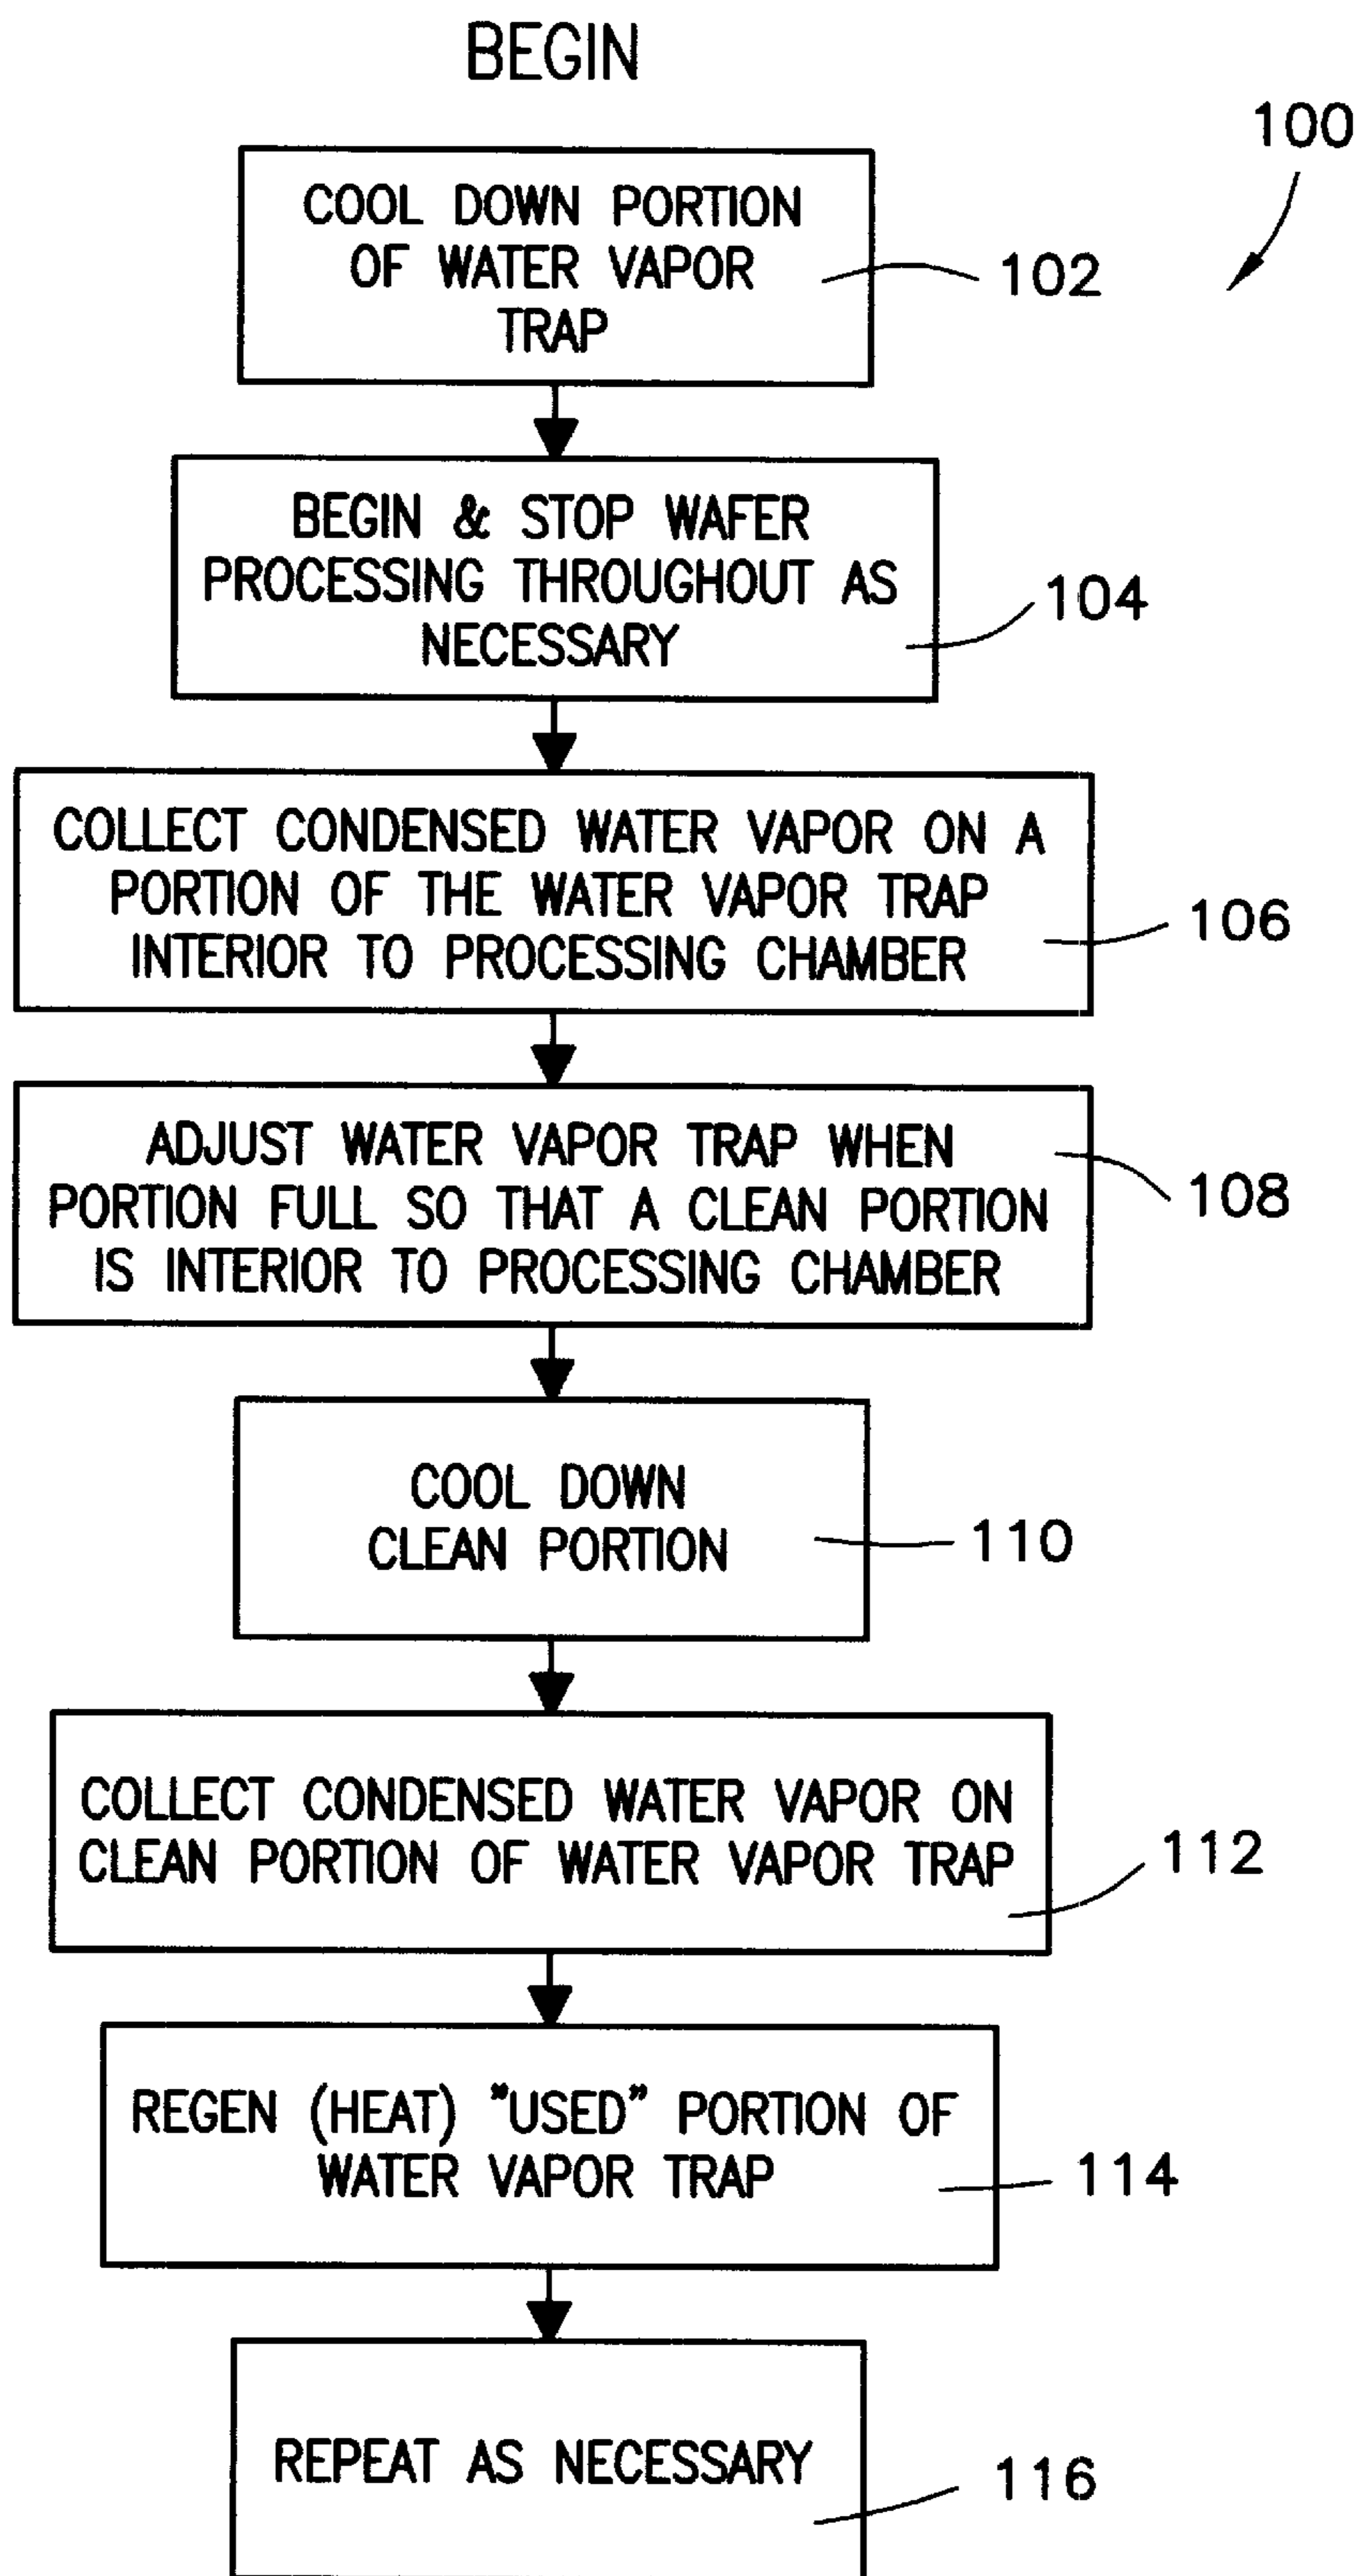 BEGIN
100
COOL DOWN PORTION
OF WATER VAPOR
TRAP
102
BEGIN & STOP WAFER
PROCESSING THROUGHOUT AS
NECESSARY
104
COLLECT CONDENSED WATER VAPOR ON A
PORTION OF THE WATER VAPOR TRAP
INTERIOR TO PROCESSING CHAMBER
106
ADJUST WATER VAPOR TRAP WHEN
PORTION FULL SO THAT A CLEAN PORTION
IS INTERIOR TO PROCESSING CHAMBER
108
COOL DOWN
CLEAN PORTION
110
COLLECT CONDENSED WATER VAPOR ON
CLEAN PORTION OF WATER VAPOR TRAP
112
REGEN (HEAT) "USED" PORTION OF
WATER VAPOR TRAP
114
REPEAT AS NECESSARY
116